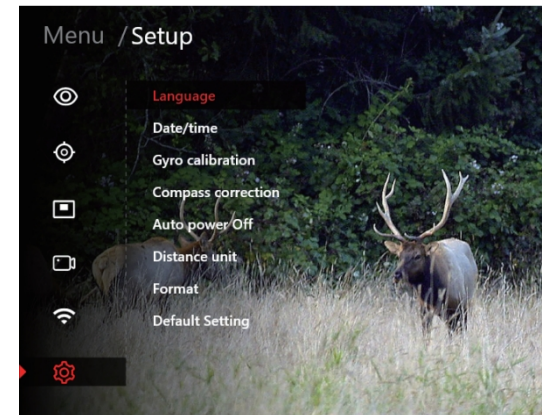 Menu / Setup
Language
Date/time
Gyro calibration
Compass correction
Auto power Off
Distance unit
Format
Default Setting